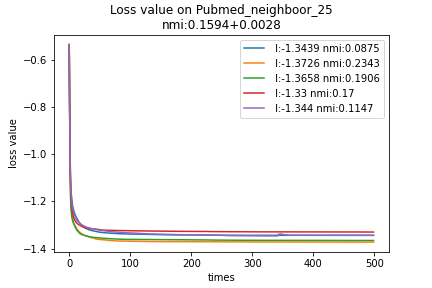 Loss value on Pubmed_neighboor_25
nmi:0.1594+0.0028
l:-1.3439 nmi:0.0875
l:-1.3726 nmi:0.2343
l:-1.3658 nmi:0.1906
l:-1.33 nmi:0.17
l:-1.344 nmi:0.1147
loss value
−0.6
−0.8
−1.0
−1.2
−1.4
0 100 200 300 400 500
times